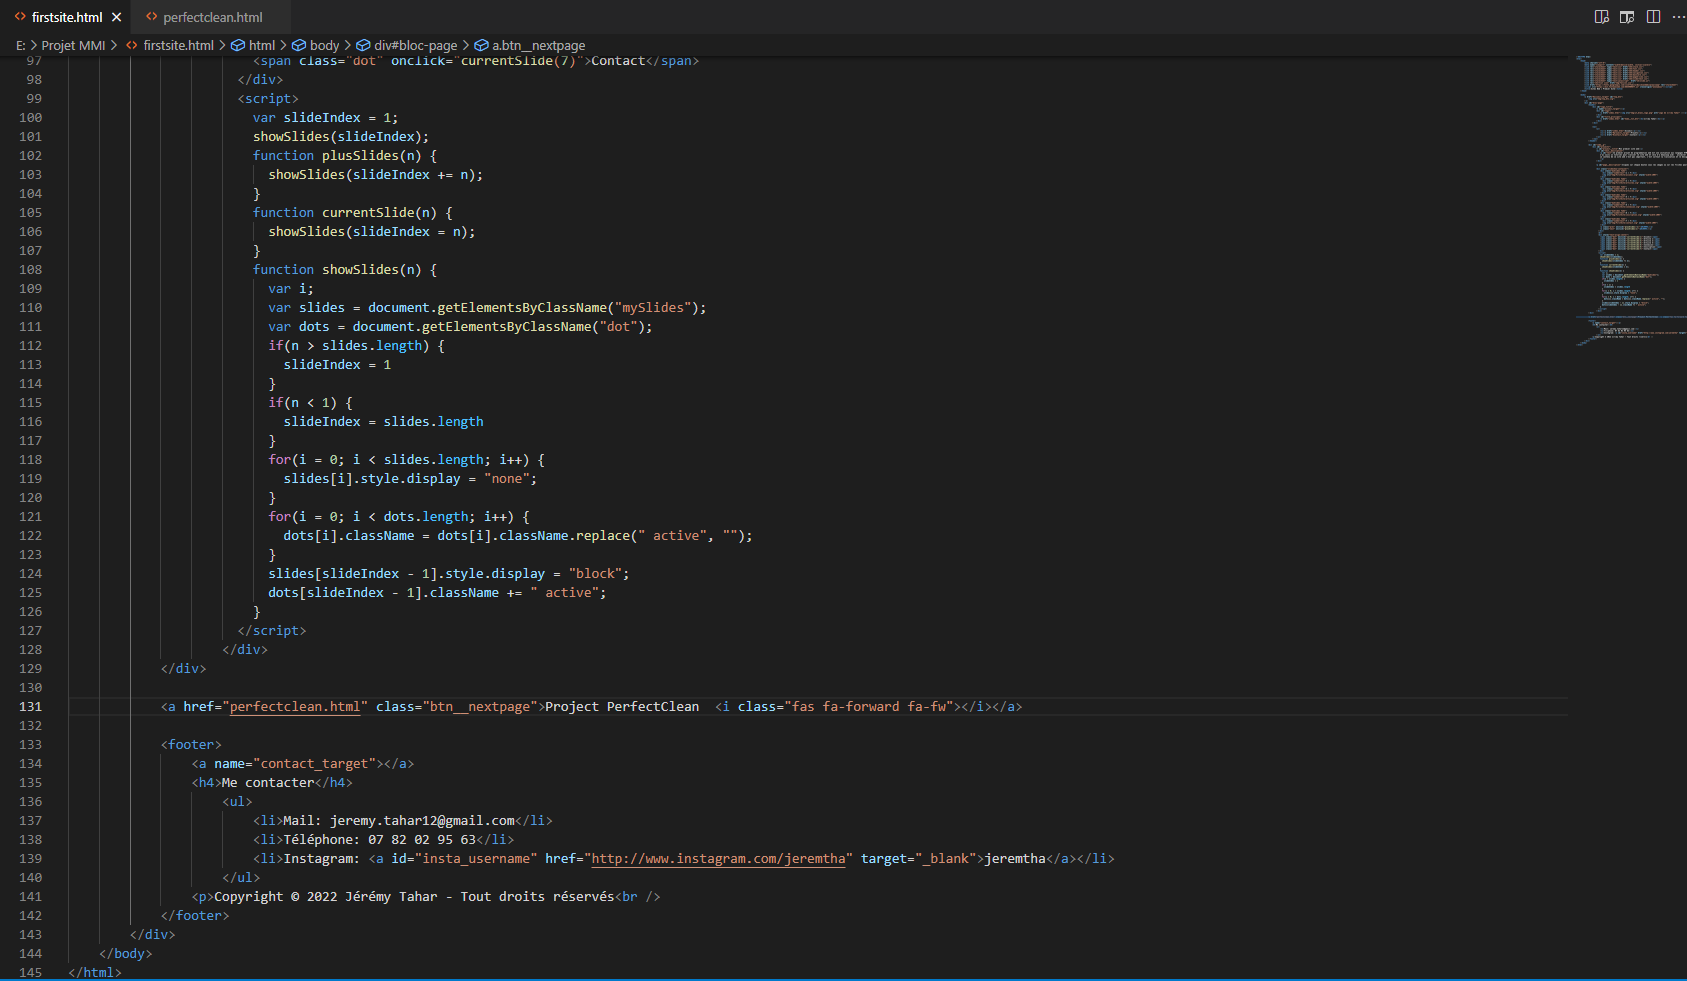 firstsite.html
perfectclean.html
E: > Projet MMI > firstsite.html > html > body > div#bloc-page > a.btn__nextpage
97 <span class="dot" onclick="currentSlide(7)">Contact</span>
98 </div>
99 <script>
100 var slideIndex = 1;
101 showSlides(slideIndex);
102 function plusSlides(n) {
103 showSlides(slideIndex += n);
104 }
105 function currentSlide(n) {
106 showSlides(slideIndex = n);
107 }
108 function showSlides(n) {
109 var i;
110 var slides = document.getElementsByClassName("mySlides");
111 var dots = document.getElementsByClassName("dot");
112 if(n > slides.length) {
113 slideIndex = 1
114 }
115 if(n < 1) {
116 slideIndex = slides.length
117 }
118 for(i = 0; i < slides.length; i++) {
119 slides[i].style.display = "none";
120 }
121 for(i = 0; i < dots.length; i++) {
122 dots[i].className = dots[i].className.replace(" active", "");
123 }
124 slides[slideIndex - 1].style.display = "block";
125 dots[slideIndex - 1].className += " active";
126 }
127 </script>
128 </div>
129 </div>
130
131 <a href="perfectclean.html" class="btn__nextpage">Project PerfectClean  <i class="fas fa-forward fa-fw"></i></a>
132
133 <footer>
134 <a name="contact_target"></a>
135 <h4>Me contacter</h4>
136 <ul>
137 <li>Mail: jeremy.tahar12@gmail.com</li>
138 <li>Téléphone: 07 82 02 95 63</li>
139 <li>Instagram: <a id="insta_username" href="http://www.instagram.com/jeremtha" target="_blank">jeremtha</a></li>
140 </ul>
141 <p>Copyright © 2022 Jérémy Tahar - Tout droits réservés<br />
142 </footer>
143 </div>
144 </body>
145 </html>